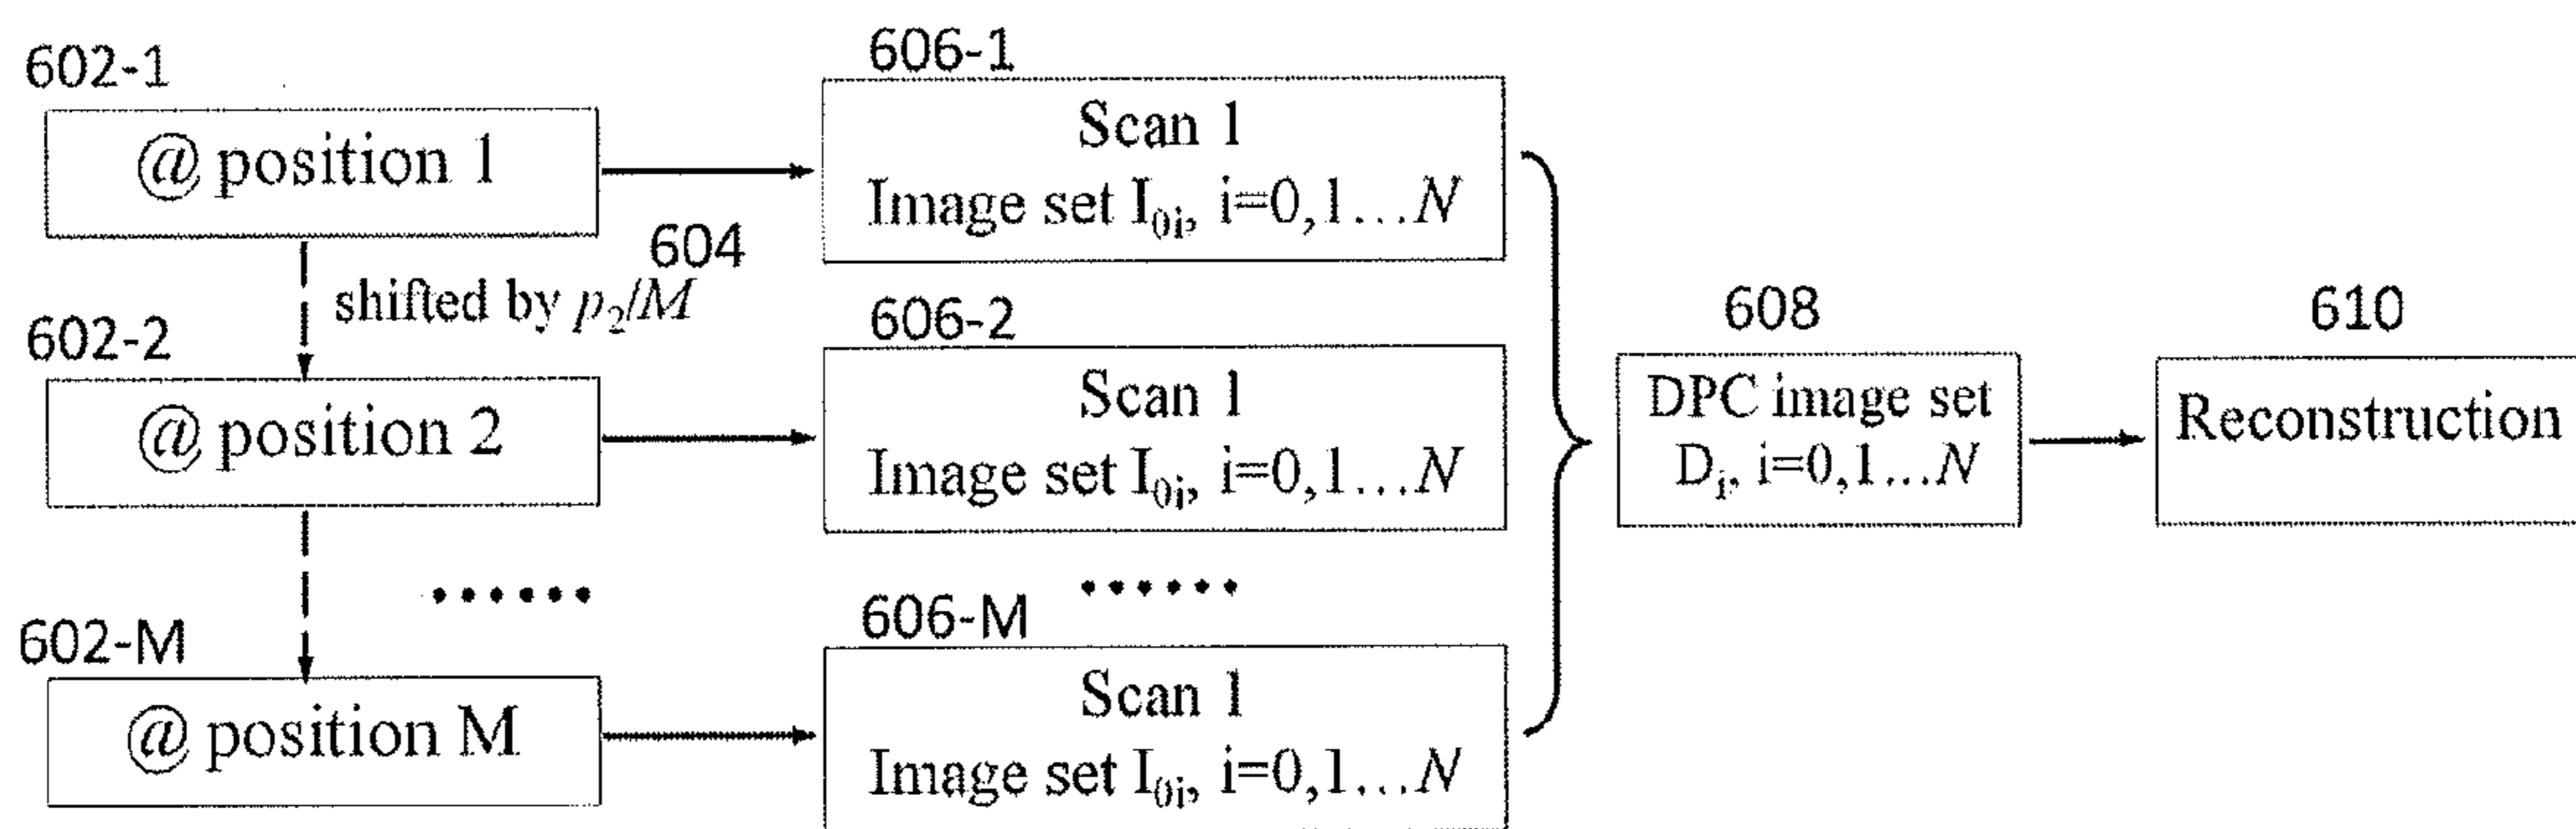 602-1
@ position 1
606-1
Scan 1
Image set I₀ᵢ, i=0,1...N
604
shifted by p₂/M
602-2
@ position 2
606-2
Scan 1
Image set I₀ᵢ, i=0,1...N
608
DPC image set
Dᵢ, i=0,1...N
610
Reconstruction
......
......
602-M
@ position M
606-M
Scan 1
Image set I₀ᵢ, i=0,1...N